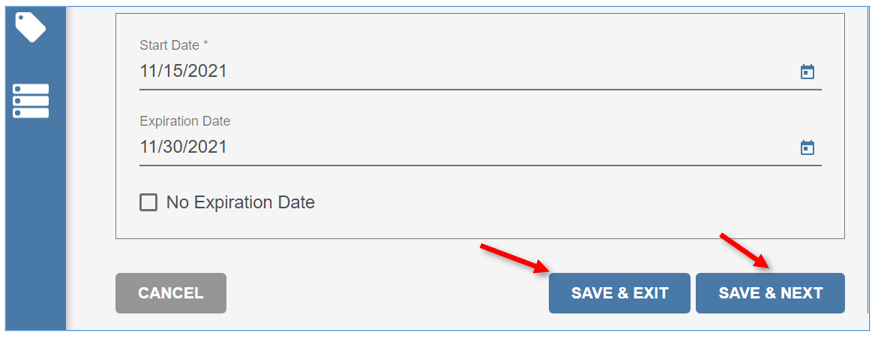 Start Date *
11/15/2021
Expiration Date
11/30/2021
No Expiration Date
CANCEL
SAVE & EXIT
SAVE & NEXT